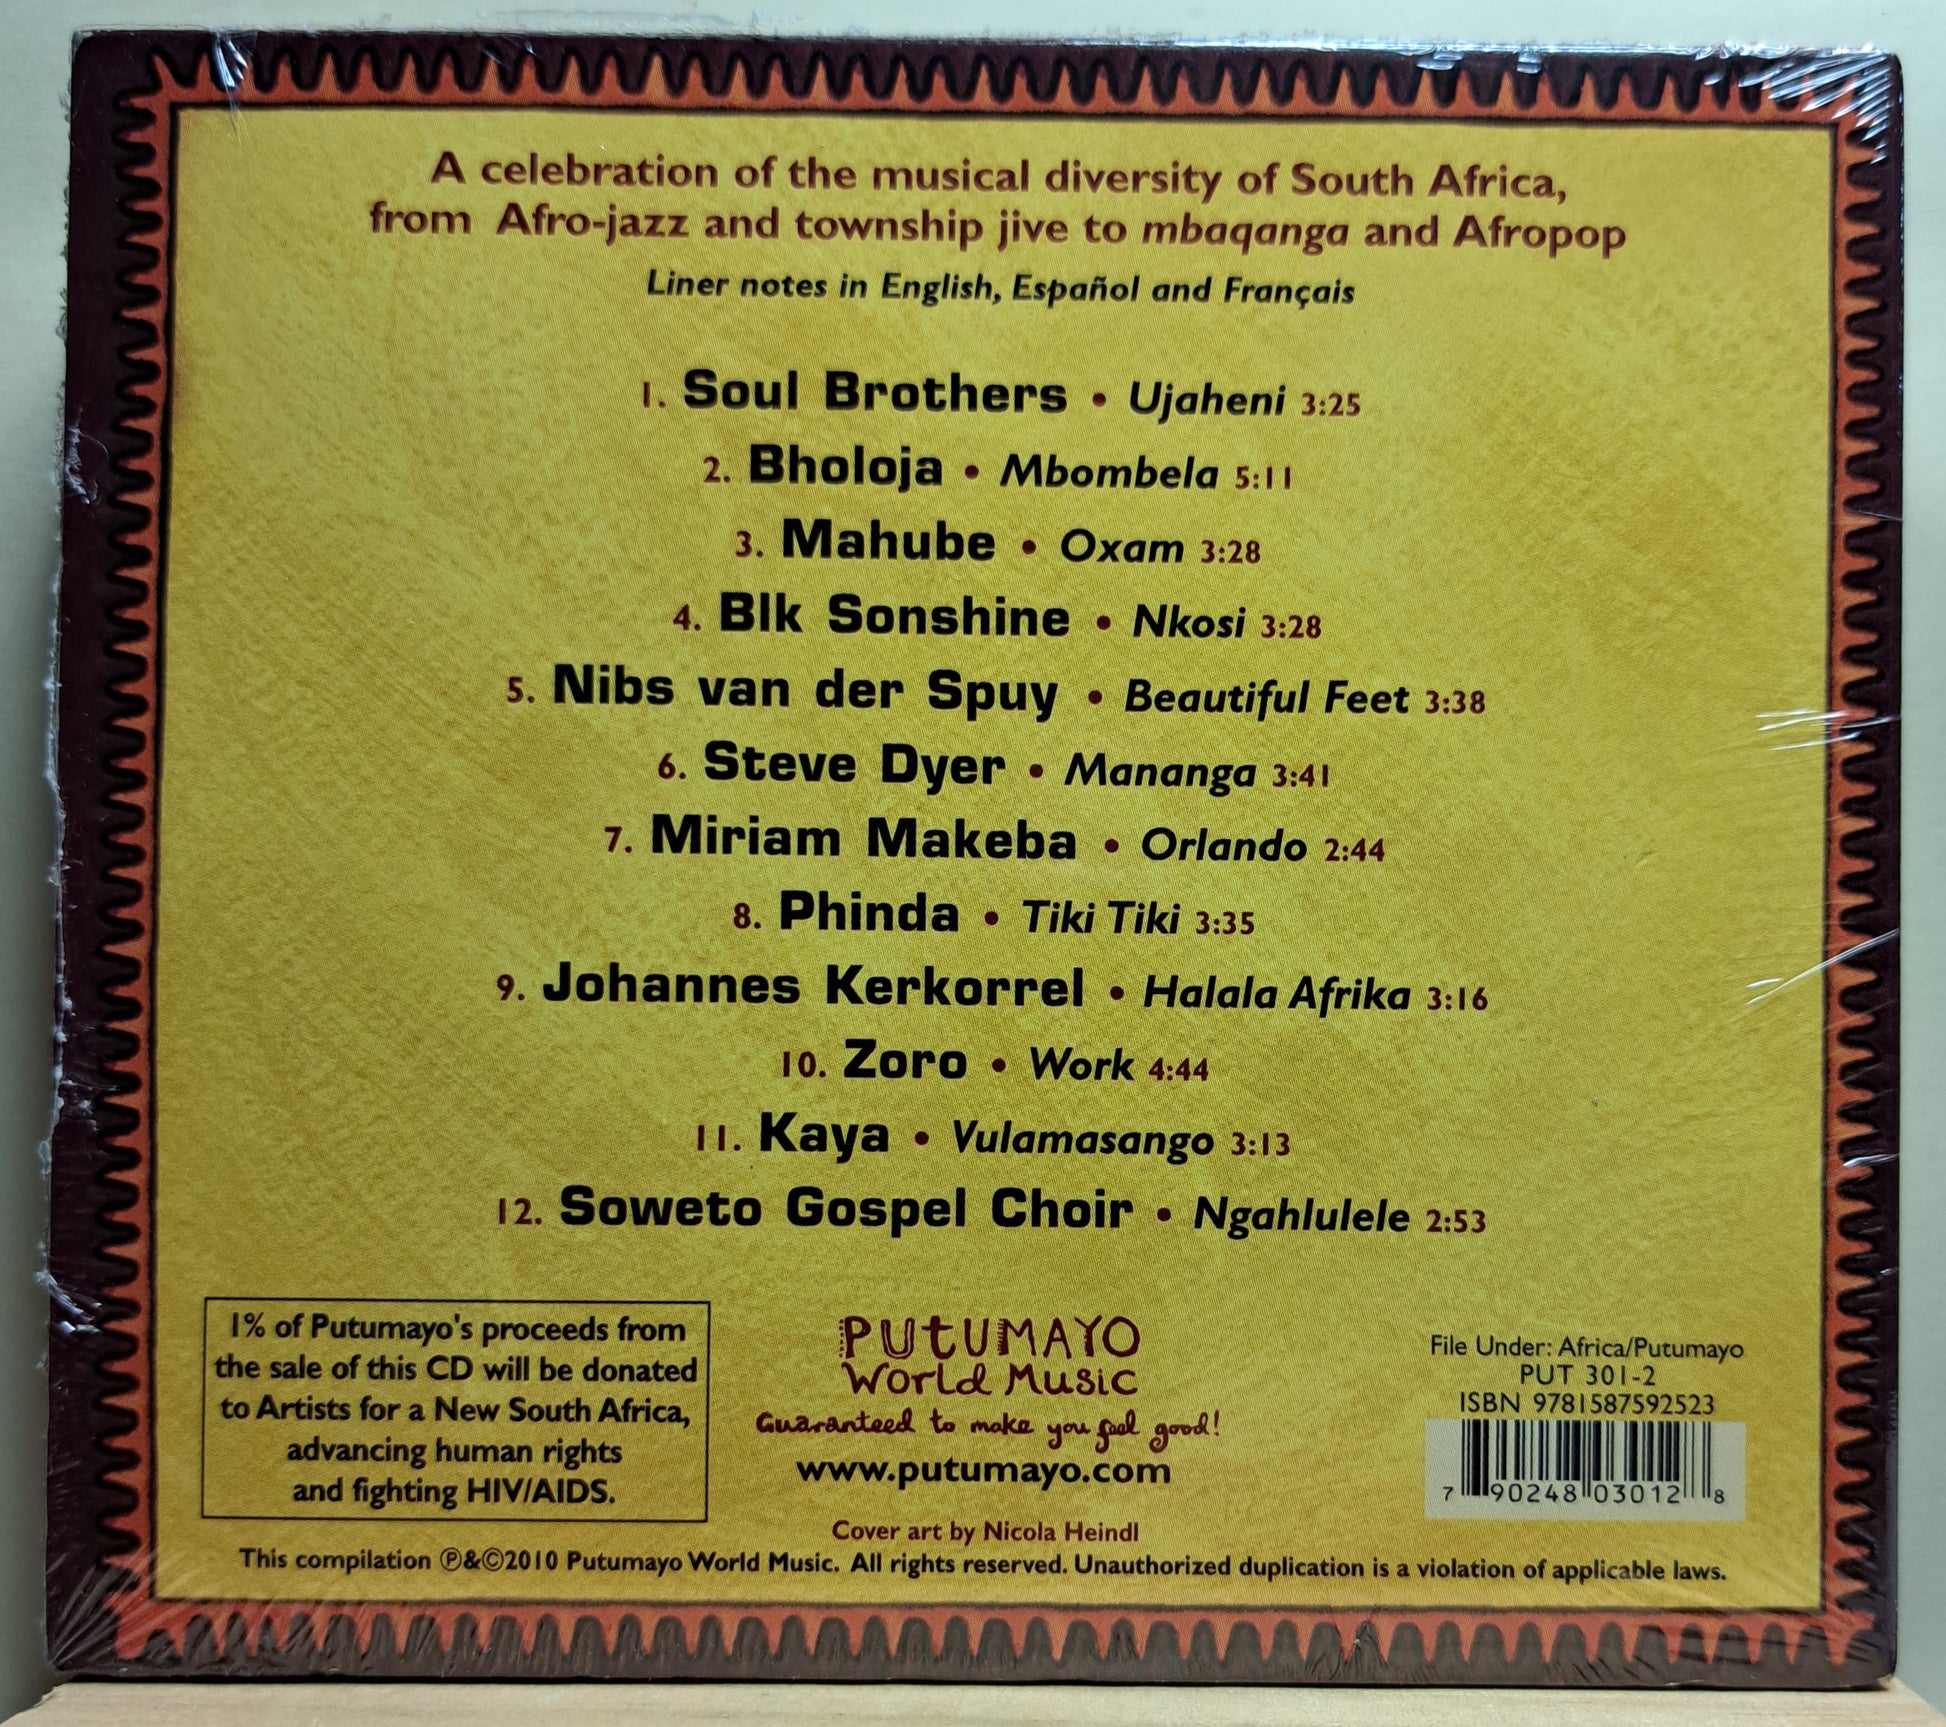 A celebration of the musical diversity of South Africa,
from Afro-jazz and township jive to mbaqanga and Afropop
Liner notes in English, Español and Français
1. Soul Brothers • Ujaheni 3:25
2. Bholoja • Mbombela 5:11
3. Mahube • Oxam 3:28
4. Blk Sonshine • Nkosi 3:28
5. Nibs van der Spuy • Beautiful Feet 3:38
6. Steve Dyer • Mananga 3:41
7. Miriam Makeba • Orlando 2:44
8. Phinda • Tiki Tiki 3:35
9. Johannes Kerkorrel • Halala Afrika 3:16
10. Zoro • Work 4:44
11. Kaya • Vulamasango 3:13
12. Soweto Gospel Choir • Ngahlulele 2:53
1% of Putumayo's proceeds from
the sale of this CD will be donated
to Artists for a New South Africa,
advancing human rights
and fighting HIV/AIDS.
PUTUMAYO
World Music
Guaranteed to make you feel good!
www.putumayo.com
File Under: Africa/Putumayo
PUT 301-2
ISBN 9781587592523
7 90248 03012 8
Cover art by Nicola Heindl
This compilation ℗&©2010 Putumayo World Music. All rights reserved. Unauthorized duplication is a violation of applicable laws.